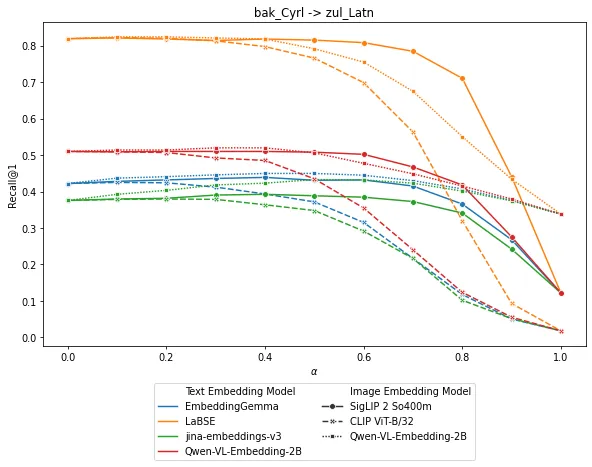 bak_Cyrl -> zul_Latn
Recall@1
0.8
0.7
0.6
0.5
0.4
0.3
0.2
0.1
0.0
0.0 0.2 0.4 0.6 0.8 1.0
α
Text Embedding Model Image Embedding Model
EmbeddingGemma SigLIP 2 So400m
LaBSE CLIP ViT-B/32
jina-embeddings-v3 Qwen-VL-Embedding-2B
Qwen-VL-Embedding-2B